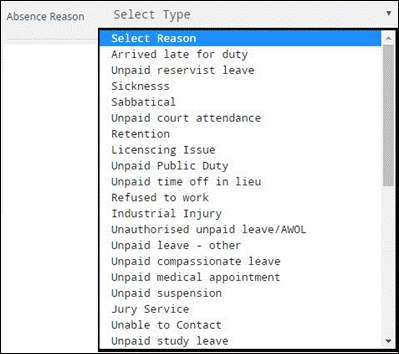 Absence Reason Select Type
Select Reason
Arrived late for duty
Unpaid reservist leave
Sicknesss
Sabbatical
Unpaid court attendance
Retention
Licenscing Issue
Unpaid Public Duty
Unpaid time off in lieu
Refused to work
Industrial Injury
Unauthorised unpaid leave/AWOL
Unpaid leave - other
Unpaid compassionate leave
Unpaid medical appointment
Unpaid suspension
Jury Service
Unable to Contact
Unpaid study leave